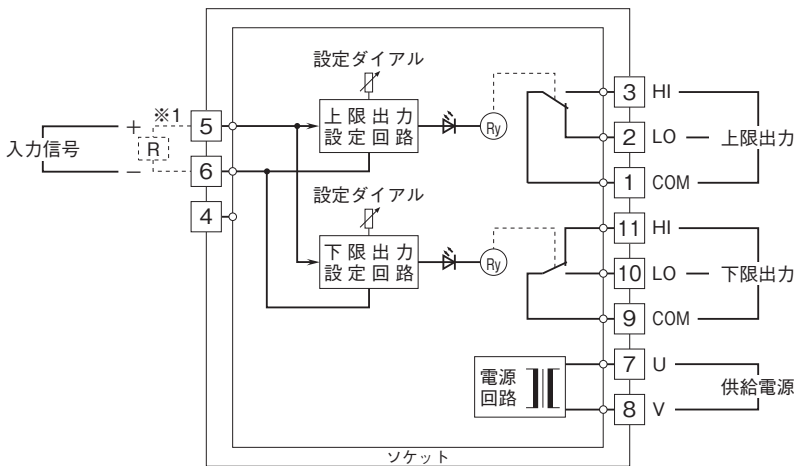 設定ダイアル
上限出力
設定回路
Ry
※1
入力信号
+
R
−
5
6
4
3 HI
2 LO
上限出力
1 COM
設定ダイアル
下限出力
設定回路
Ry
11 HI
10 LO
下限出力
9 COM
電源
回路
7 U
供給電源
8 V
ソケット